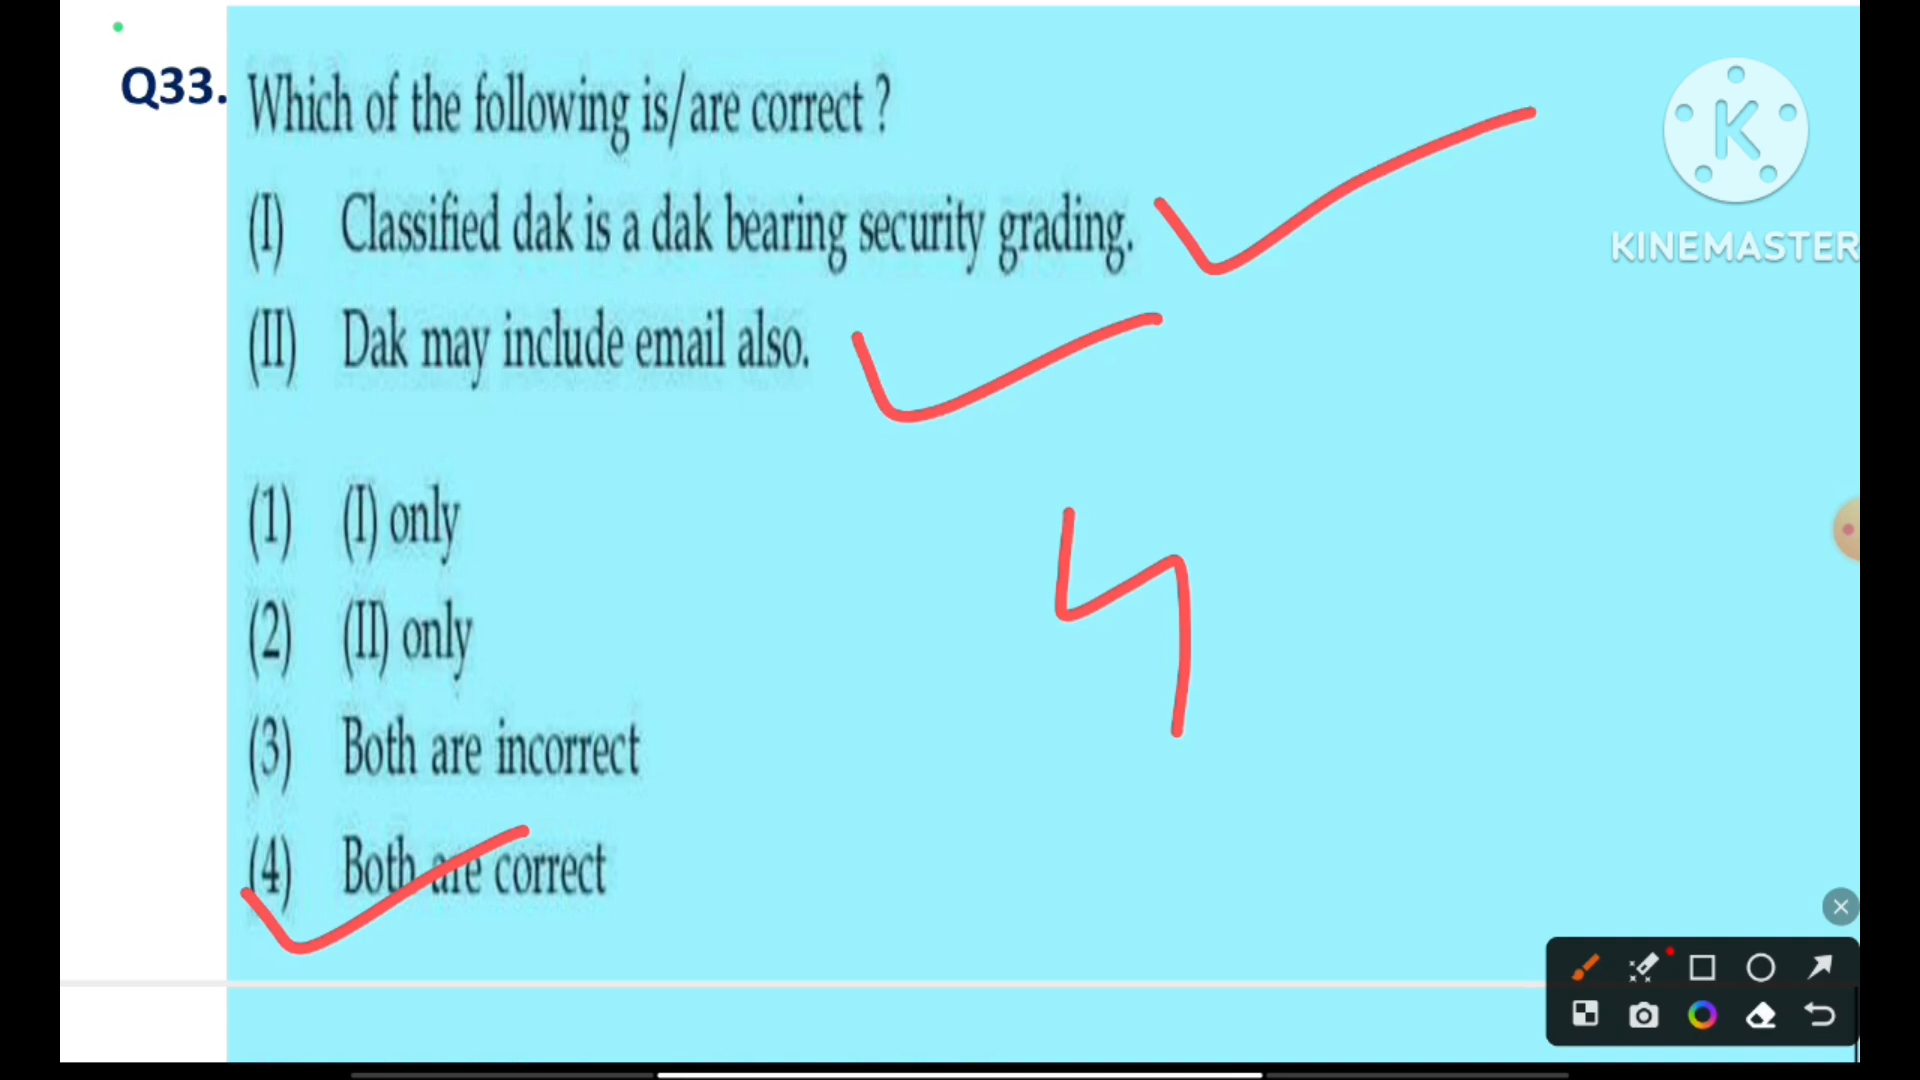 Q33. Which of the following is/are correct ?
(I) Classified dak is a dak bearing security grading.
(II) Dak may include email also.
(1) (I) only
(2) (II) only
(3) Both are incorrect
(4) Both are correct
4
K
KINEMASTER